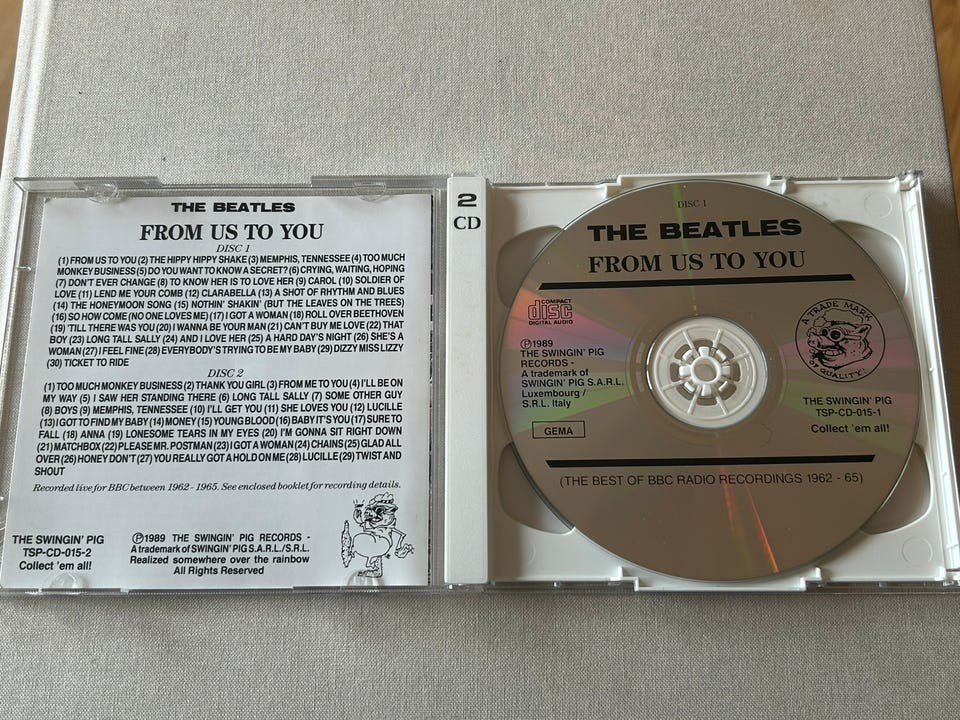 THE BEATLES
FROM US TO YOU
DISC 1
(1) FROM US TO YOU (2) THE HIPPY HIPPY SHAKE (3) MEMPHIS, TENNESSEE (4) TOO MUCH
MONKEY BUSINESS (5) DO YOU WANT TO KNOW A SECRET? (6) CRYING, WAITING, HOPING
(7) DON'T EVER CHANGE (8) TO KNOW HER IS TO LOVE HER (9) CAROL (10) SOLDIER OF
LOVE (11) LEND ME YOUR COMB (12) CLARABELLA (13) A SHOT OF RHYTHM AND BLUES
(14) THE HONEYMOON SONG (15) NOTHIN' SHAKIN' (BUT THE LEAVES ON THE TREES)
(16) SO HOW COME (NO ONE LOVES ME) (17) I GOT A WOMAN (18) ROLL OVER BEETHOVEN
(19) 'TILL THERE WAS YOU (20) I WANNA BE YOUR MAN (21) CAN'T BUY ME LOVE (22) THAT
BOY (23) LONG TALL SALLY (24) AND I LOVE HER (25) A HARD DAY'S NIGHT (26) SHE'S A
WOMAN (27) I FEEL FINE (28) EVERYBODY'S TRYING TO BE MY BABY (29) DIZZY MISS LIZZY
(30) TICKET TO RIDE
DISC 2
(1) TOO MUCH MONKEY BUSINESS (2) THANK YOU GIRL (3) FROM ME TO YOU (4) I'LL BE ON
MY WAY (5) I SAW HER STANDING THERE (6) LONG TALL SALLY (7) SOME OTHER GUY
(8) BOYS (9) MEMPHIS, TENNESSEE (10) I'LL GET YOU (11) SHE LOVES YOU (12) LUCILLE
(13) I GOT TO FIND MY BABY (14) MONEY (15) YOUNG BLOOD (16) BABY IT'S YOU (17) SURE TO
FALL (18) ANNA (19) LONESOME TEARS IN MY EYES (20) I'M GONNA SIT RIGHT DOWN
(21) MATCHBOX (22) PLEASE MR. POSTMAN (23) I GOT A WOMAN (24) CHAINS (25) GLAD ALL
OVER (26) HONEY DON'T (27) YOU REALLY GOT A HOLD ON ME (28) LUCILLE (29) TWIST AND
SHOUT
Recorded live for BBC between 1962 - 1965. See enclosed booklet for recording details.
THE SWINGIN' PIG
TSP-CD-015-2
Collect 'em all!
Ⓟ1989 THE SWINGIN' PIG RECORDS -
A trademark of SWINGIN' PIG S.A.R.L./S.R.L.
Realized somewhere over the rainbow
All Rights Reserved
2
CD
DISC 1
THE BEATLES
FROM US TO YOU
COMPACT
disc
DIGITAL AUDIO
Ⓟ1989
THE SWINGIN' PIG
RECORDS -
A trademark of
SWINGIN' PIG S.A.R.L.
Luxembourg /
S.R.L. Italy
GEMA
A TRADE MARK
OF QUALITY!
THE SWINGIN' PIG
TSP-CD-015-1
Collect 'em all!
(THE BEST OF BBC RADIO RECORDINGS 1962 - 65)